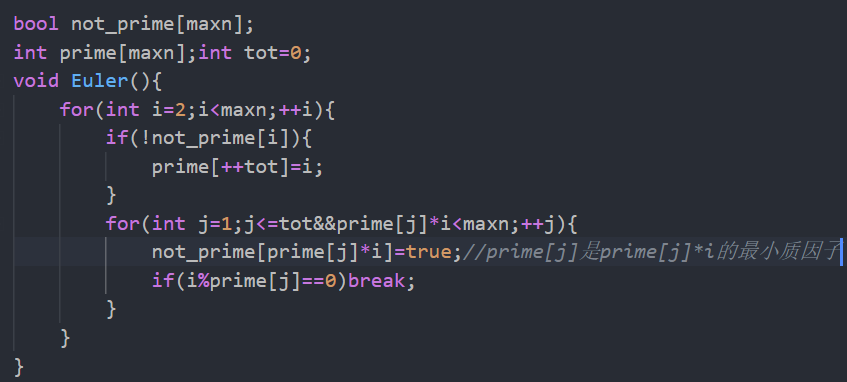 bool not_prime[maxn];
int prime[maxn];int tot=0;
void Euler(){
    for(int i=2;i<maxn;++i){
        if(!not_prime[i]){
            prime[++tot]=i;
        }
        for(int j=1;j<=tot&&prime[j]*i<maxn;++j){
            not_prime[prime[j]*i]=true;//prime[j]是prime[j]*i的最小质因子
            if(i%prime[j]==0)break;
        }
    }
}